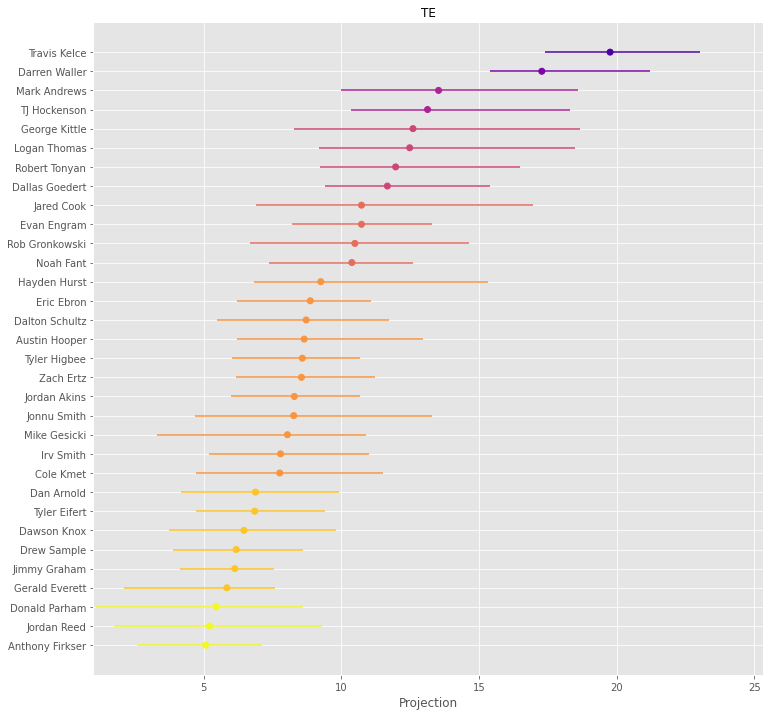 TE
Travis Kelce
Darren Waller
Mark Andrews
TJ Hockenson
George Kittle
Logan Thomas
Robert Tonyan
Dallas Goedert
Jared Cook
Evan Engram
Rob Gronkowski
Noah Fant
Hayden Hurst
Eric Ebron
Dalton Schultz
Austin Hooper
Tyler Higbee
Zach Ertz
Jordan Akins
Jonnu Smith
Mike Gesicki
Irv Smith
Cole Kmet
Dan Arnold
Tyler Eifert
Dawson Knox
Drew Sample
Jimmy Graham
Gerald Everett
Donald Parham
Jordan Reed
Anthony Firkser
5 10 15 20 25
Projection